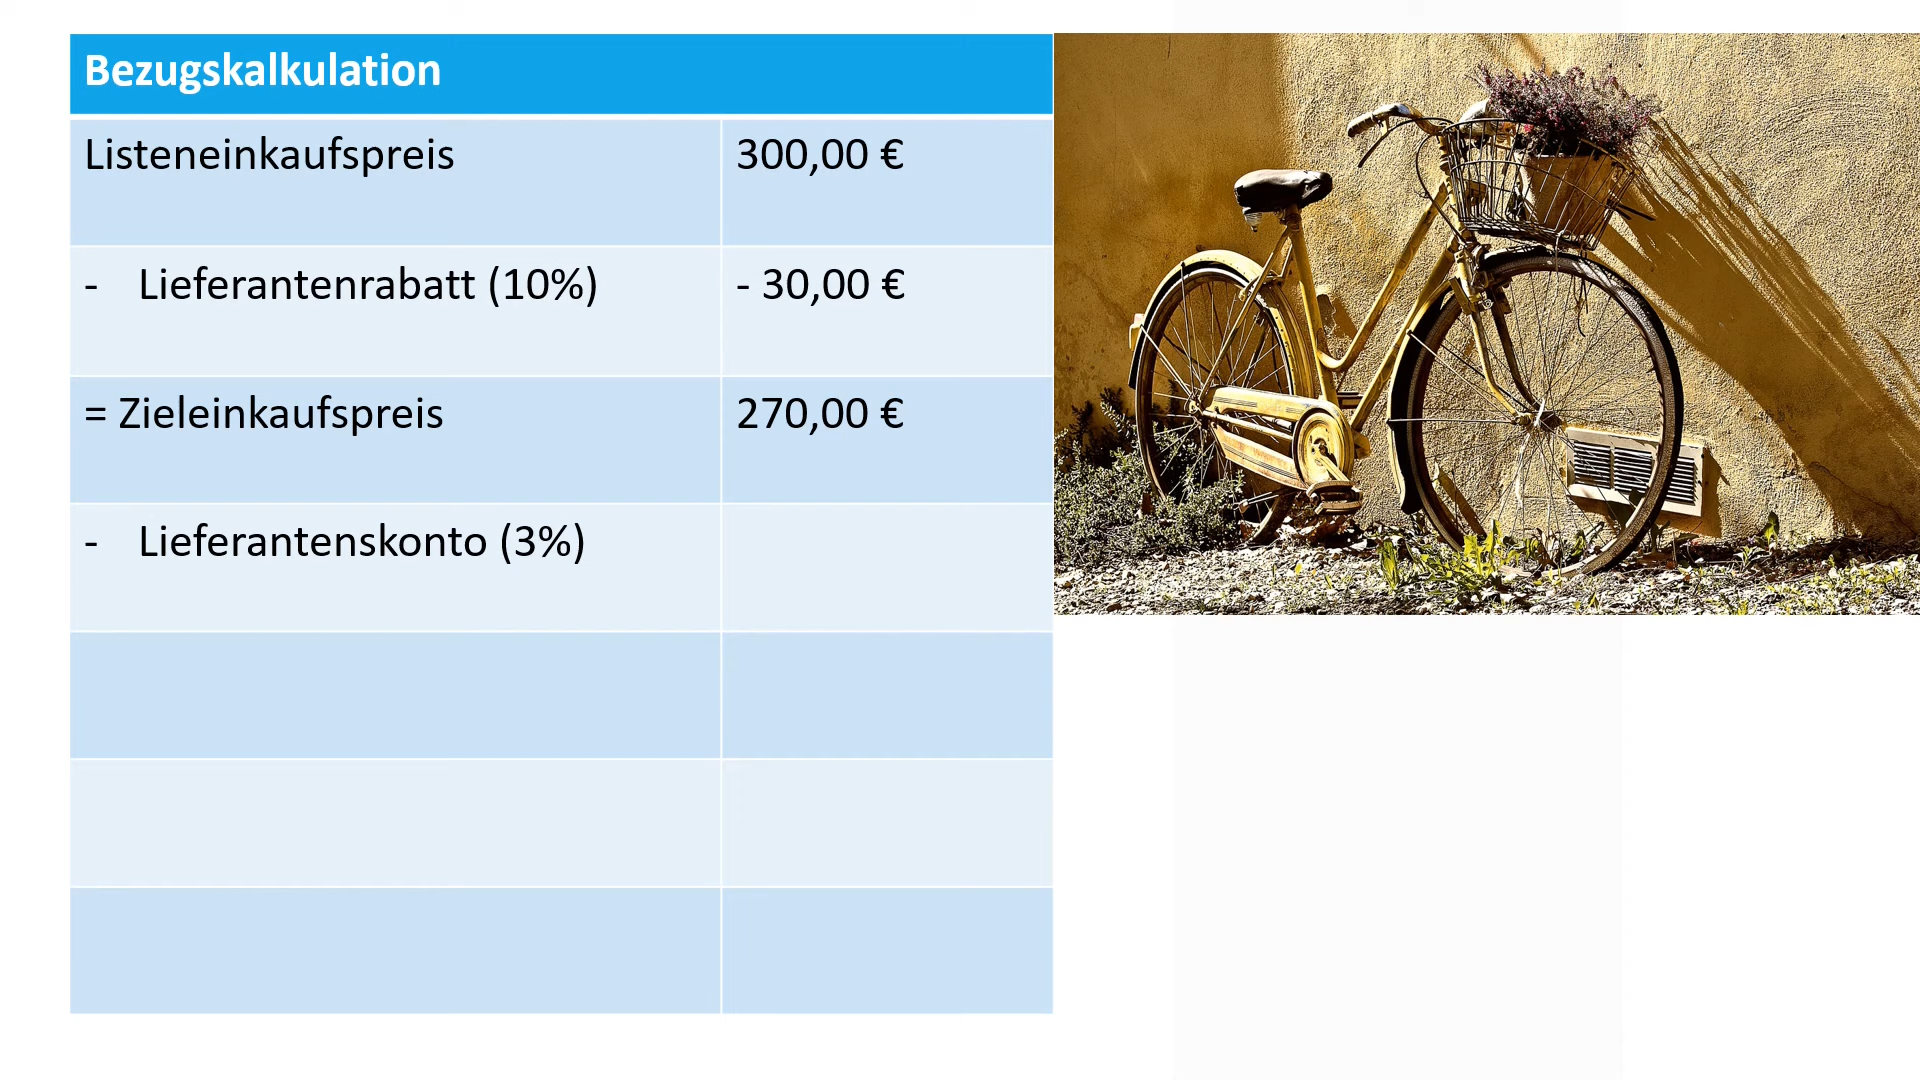 Bezugskalkulation
Listeneinkaufspreis 300,00 €
- Lieferantenrabatt (10%) - 30,00 €
= Zieleinkaufspreis 270,00 €
- Lieferantenskonto (3%)